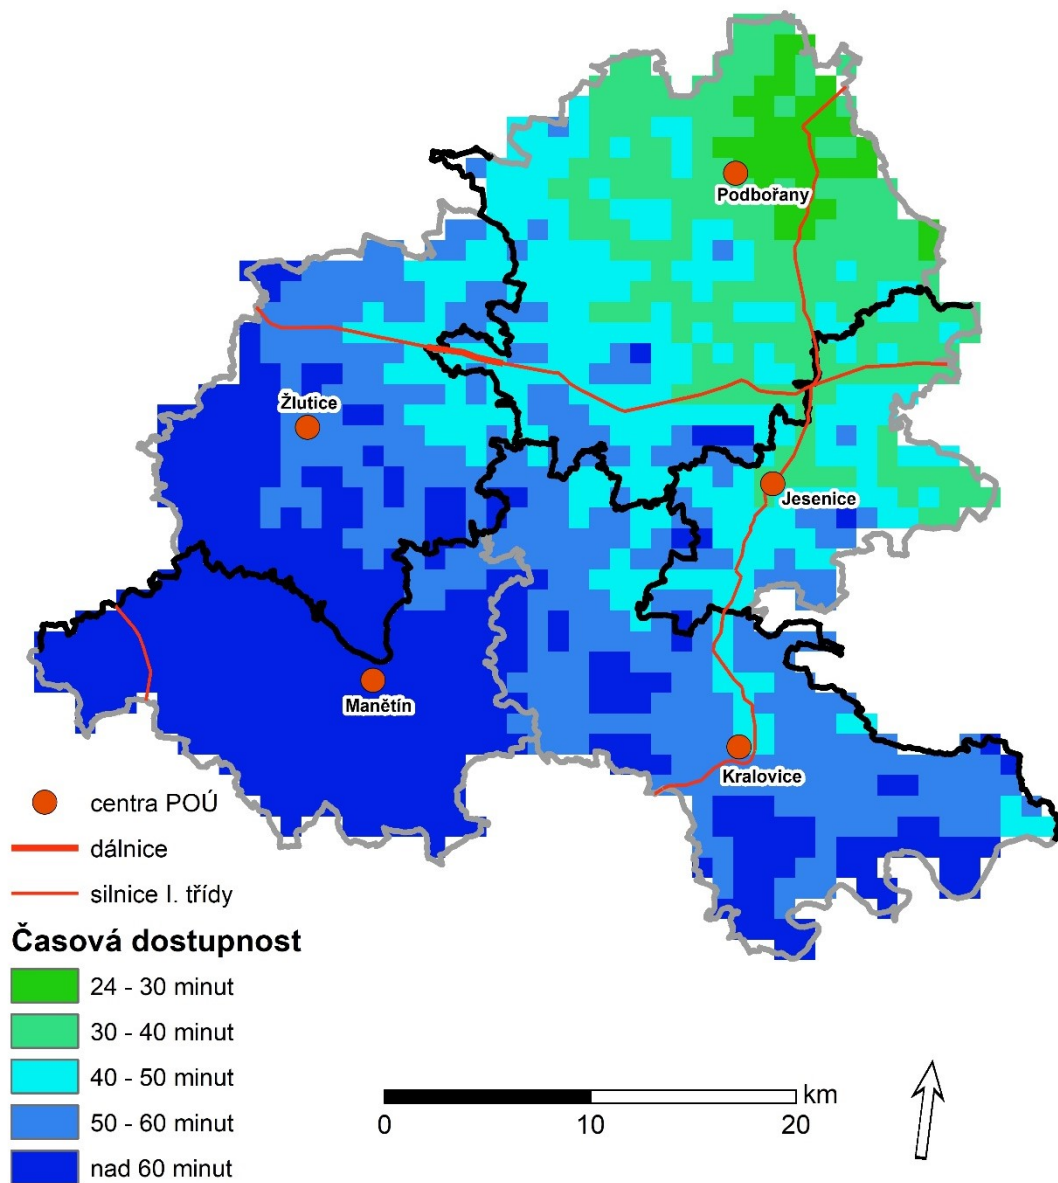 Podbořany
Žlutice
Jesenice
Manětín
Kralovice
centra POÚ
dálnice
silnice I. třídy
Časová dostupnost
24 - 30 minut
30 - 40 minut
40 - 50 minut
50 - 60 minut
nad 60 minut
km
0 10 20